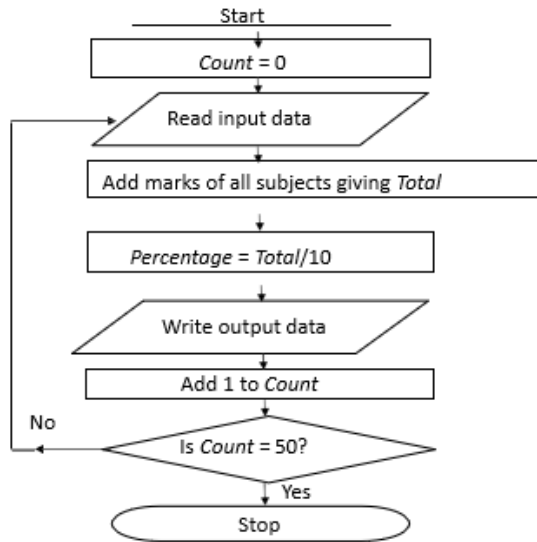 Start
Count = 0
Read input data
Add marks of all subjects giving Total
Percentage = Total/10
Write output data
Add 1 to Count
Is Count = 50?
No
Yes
Stop